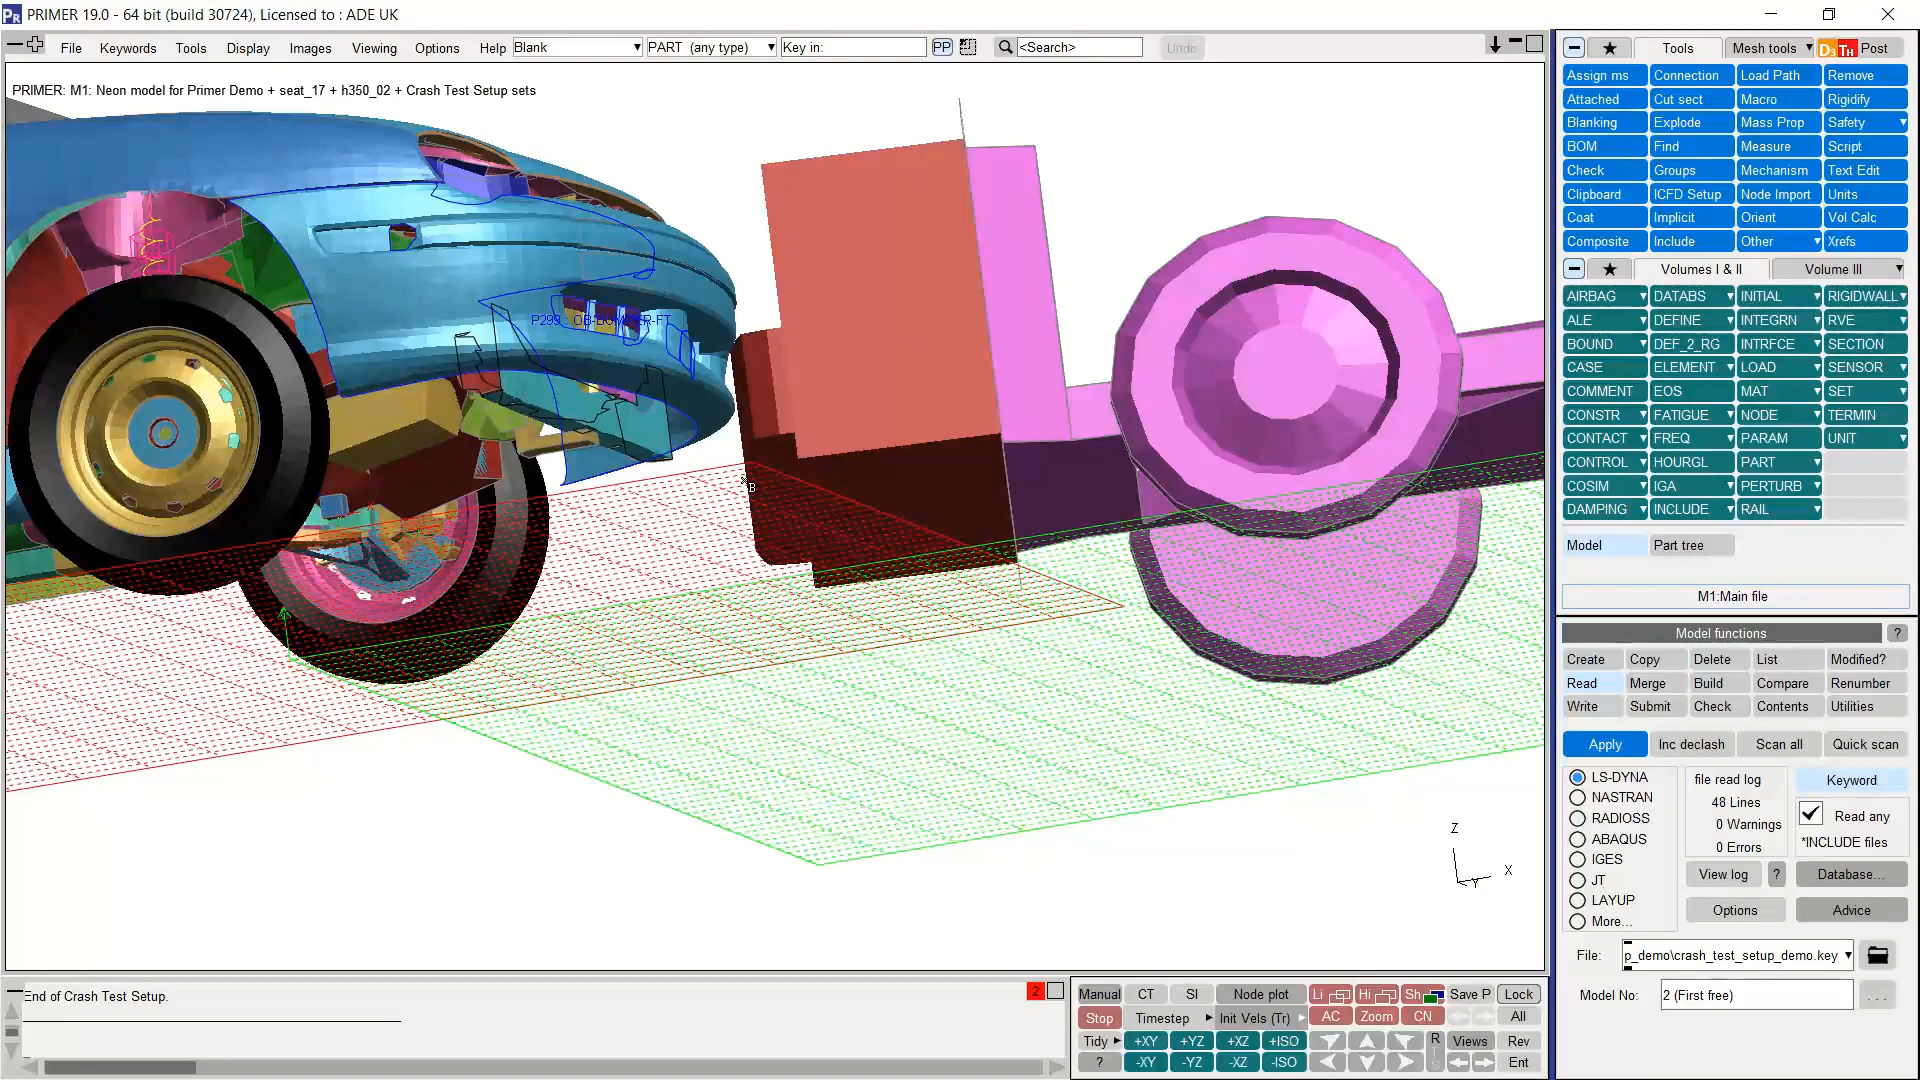 PRIMER 19.0 - 64 bit (build 30724), Licensed to : ADE UK
File Keywords Tools Display Images Viewing Options Help Blank PART (any type) Key in: PP <Search> Undo
PRIMER: M1: Neon model for Primer Demo + seat_17 + h350_02 + Crash Test Setup sets
B
Z
X
Y
End of Crash Test Setup.
2
Manual CT SI Node plot Li Hi Sh Save P Lock
Stop Timestep Init Vels (Tr) AC Zoom CN All
Tidy +XY +YZ +XZ +ISO R Views Rev
? -XY -YZ -XZ -ISO Ent
Tools Mesh tools D3 TH Post
Assign ms Connection Load Path Remove
Attached Cut sect Macro Rigidify
Blanking Explode Mass Prop Safety
BOM Find Measure Script
Check Groups Mechanism Text Edit
Clipboard ICFD Setup Node Import Units
Coat Implicit Orient Vol Calc
Composite Include Other Xrefs
Volumes I & II Volume III
AIRBAG DATABS INITIAL RIGIDWALL
ALE DEFINE INTEGRN RVE
BOUND DEF_2_RG INTRFCE SECTION
CASE ELEMENT LOAD SENSOR
COMMENT EOS MAT SET
CONSTR FATIGUE NODE TERMIN
CONTACT FREQ PARAM UNIT
CONTROL HOURGL PART
COSIM IGA PERTURB
DAMPING INCLUDE RAIL
Model Part tree
M1:Main file
Model functions ?
Create Copy Delete List Modified?
Read Merge Build Compare Renumber
Write Submit Check Contents Utilities
Apply Inc declash Scan all Quick scan
LS-DYNA file read log Keyword
NASTRAN 48 Lines
RADIOSS 0 Warnings Read any
ABAQUS 0 Errors *INCLUDE files
IGES
JT View log ? Database...
LAYUP
More... Options Advice
File: p_demo\crash_test_setup_demo.key
Model No: 2 (First free) . . .